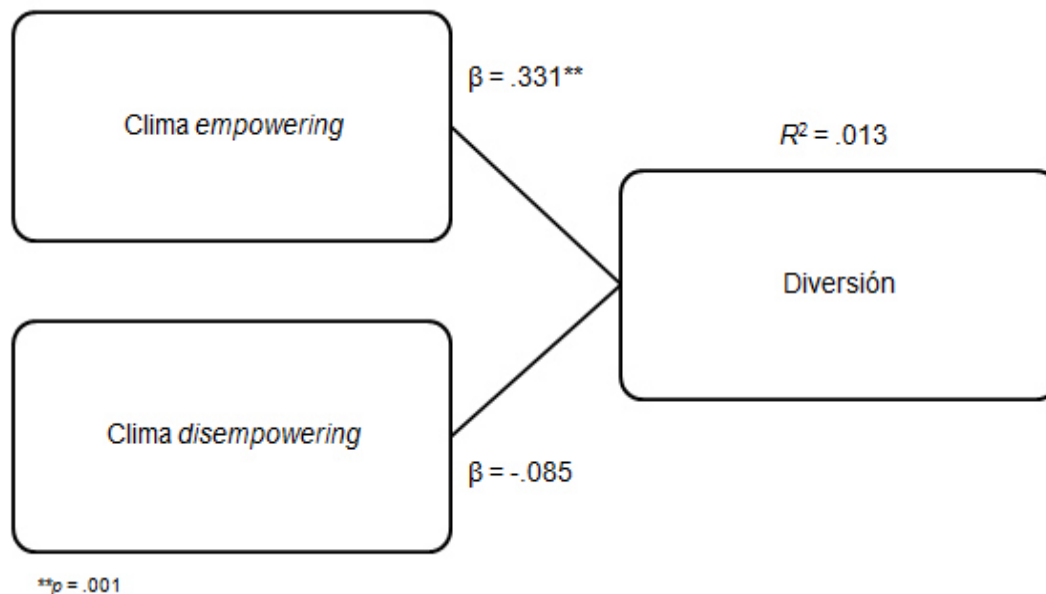 Clima empowering
β = .331**
R² = .013
Diversión
Clima disempowering
β = -.085
**p = .001